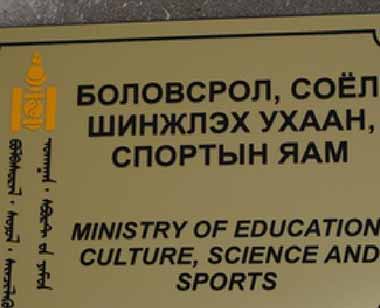 БОЛОВСРОЛ, СОЁЛ
ШИНЖЛЭХ УХААН,
СПОРТЫН ЯАМ
MINISTRY OF EDUCATION
CULTURE, SCIENCE AND
SPORTS